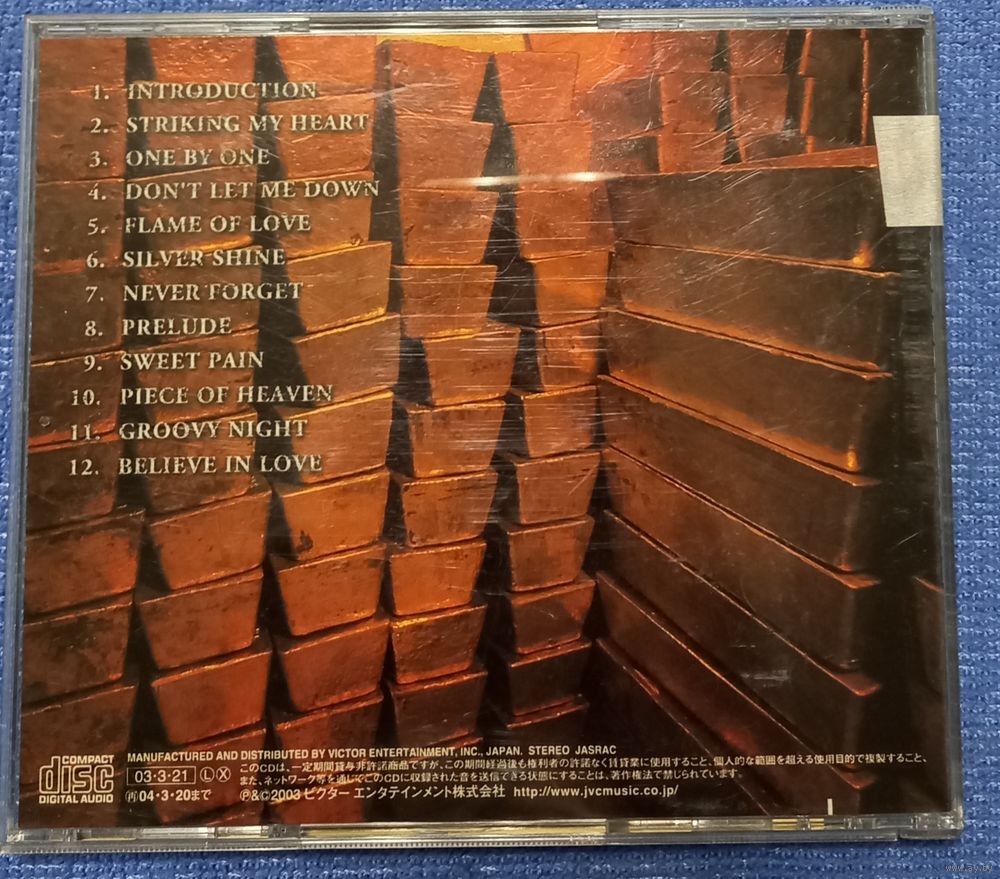 1. INTRODUCTION
2. STRIKING MY HEART
3. ONE BY ONE
4. DON'T LET ME DOWN
5. FLAME OF LOVE
6. SILVER SHINE
7. NEVER FORGET
8. PRELUDE
9. SWEET PAIN
10. PIECE OF HEAVEN
11. GROOVY NIGHT
12. BELIEVE IN LOVE
COMPACT
disc
DIGITAL AUDIO
MANUFACTURED AND DISTRIBUTED BY VICTOR ENTERTAINMENT, INC., JAPAN. STEREO JASRAC
03・3・21 Ⓛ Ⓧ
㊢04・3・20まで
このCDは、一定期間貸与非許諾商品ですが、この期間経過後も権利者の許諾なく賃貸業に使用すること、個人的な範囲を超える使用目的で複製すること、
また、ネットワーク等を通じてこのCDに収録された音を送信できる状態にすることは、著作権法で禁じられています。
℗&©2003 ビクター エンタテインメント株式会社 http://www.jvcmusic.co.jp/
www.ay.by